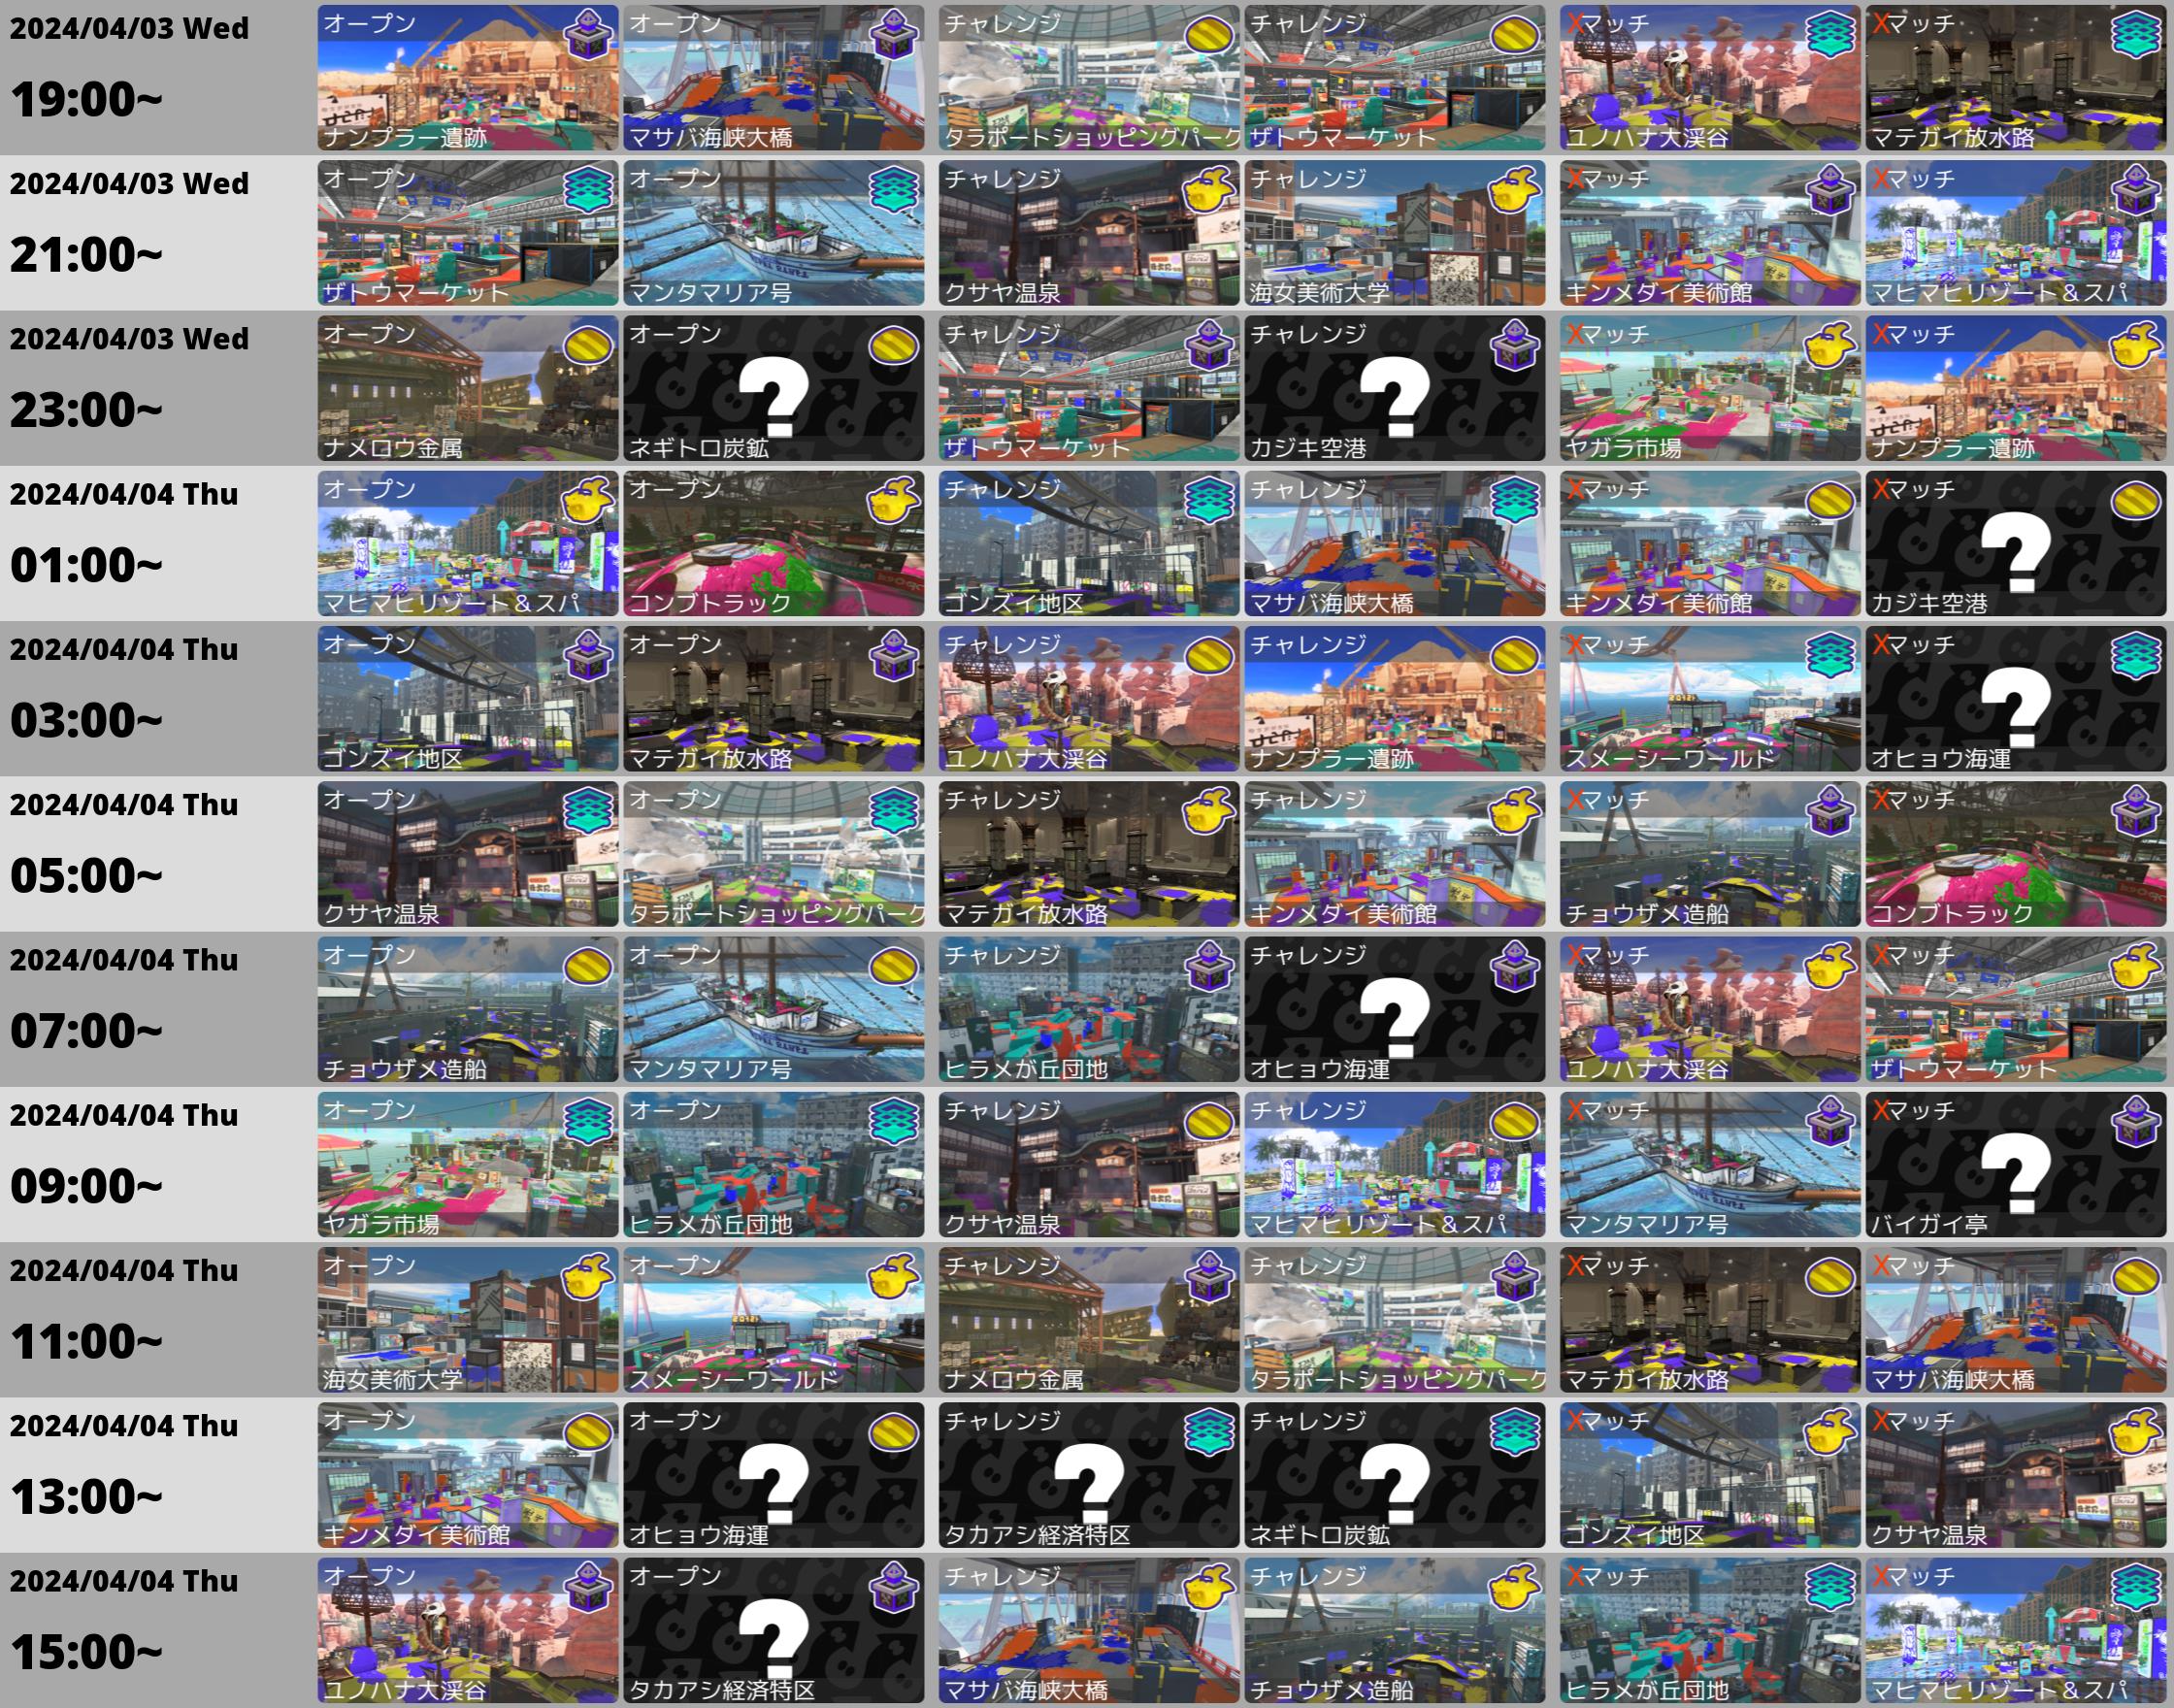 2024/04/03 Wed
19:00~
オープン
ナンプラー遺跡
オープン
マサバ海峡大橋
チャレンジ
タラポートショッピングパーク
チャレンジ
ザトウマーケット
Xマッチ
ユノハナ大渓谷
Xマッチ
マテガイ放水路
2024/04/03 Wed
21:00~
オープン
ザトウマーケット
オープン
マンタマリア号
チャレンジ
クサヤ温泉
チャレンジ
海女美術大学
Xマッチ
キンメダイ美術館
Xマッチ
マヒマヒリゾート＆スパ
2024/04/03 Wed
23:00~
オープン
ナメロウ金属
オープン
?
ネギトロ炭鉱
チャレンジ
ザトウマーケット
チャレンジ
?
カジキ空港
Xマッチ
ヤガラ市場
Xマッチ
ナンプラー遺跡
2024/04/04 Thu
01:00~
オープン
マヒマヒリゾート＆スパ
オープン
コンブトラック
チャレンジ
ゴンズイ地区
チャレンジ
マサバ海峡大橋
Xマッチ
キンメダイ美術館
Xマッチ
?
カジキ空港
2024/04/04 Thu
03:00~
オープン
ゴンズイ地区
オープン
マテガイ放水路
チャレンジ
ユノハナ大渓谷
チャレンジ
ナンプラー遺跡
Xマッチ
スメーシーワールド
Xマッチ
?
オヒョウ海運
2024/04/04 Thu
05:00~
オープン
クサヤ温泉
オープン
タラポートショッピングパーク
チャレンジ
マテガイ放水路
チャレンジ
キンメダイ美術館
Xマッチ
チョウザメ造船
Xマッチ
コンブトラック
2024/04/04 Thu
07:00~
オープン
チョウザメ造船
オープン
マンタマリア号
チャレンジ
ヒラメが丘団地
チャレンジ
?
オヒョウ海運
Xマッチ
ユノハナ大渓谷
Xマッチ
ザトウマーケット
2024/04/04 Thu
09:00~
オープン
ヤガラ市場
オープン
ヒラメが丘団地
チャレンジ
クサヤ温泉
チャレンジ
マヒマヒリゾート＆スパ
Xマッチ
マンタマリア号
Xマッチ
?
バイガイ亭
2024/04/04 Thu
11:00~
オープン
海女美術大学
オープン
スメーシーワールド
チャレンジ
ナメロウ金属
チャレンジ
タラポートショッピングパーク
Xマッチ
マテガイ放水路
Xマッチ
マサバ海峡大橋
2024/04/04 Thu
13:00~
オープン
キンメダイ美術館
オープン
?
オヒョウ海運
チャレンジ
?
タカアシ経済特区
チャレンジ
?
ネギトロ炭鉱
Xマッチ
ゴンズイ地区
Xマッチ
クサヤ温泉
2024/04/04 Thu
15:00~
オープン
ユノハナ大渓谷
オープン
?
タカアシ経済特区
チャレンジ
マサバ海峡大橋
チャレンジ
チョウザメ造船
Xマッチ
ヒラメが丘団地
Xマッチ
マヒマヒリゾート＆スパ